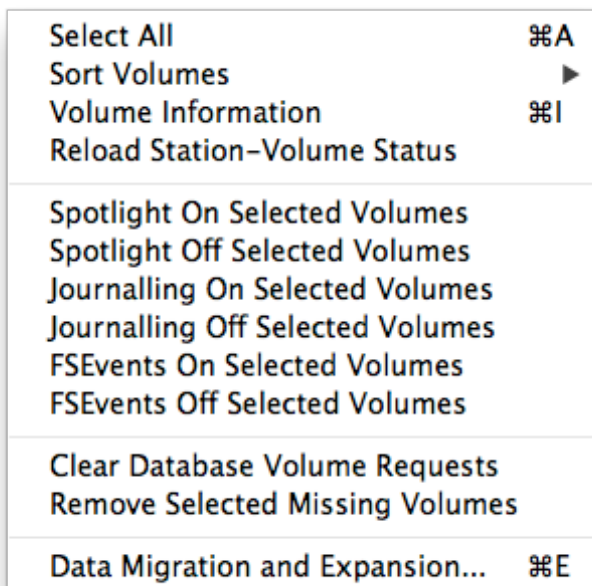 Select All ⌘A
Sort Volumes ▶
Volume Information ⌘I
Reload Station-Volume Status
Spotlight On Selected Volumes
Spotlight Off Selected Volumes
Journalling On Selected Volumes
Journalling Off Selected Volumes
FSEvents On Selected Volumes
FSEvents Off Selected Volumes
Clear Database Volume Requests
Remove Selected Missing Volumes
Data Migration and Expansion... ⌘E